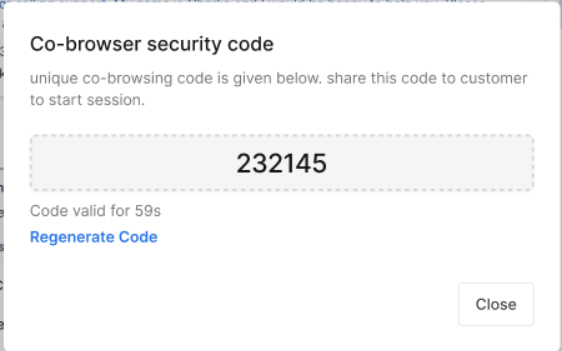 Co-browser security code
unique co-browsing code is given below. share this code to customer
to start session.
232145
Code valid for 59s
Regenerate Code
Close